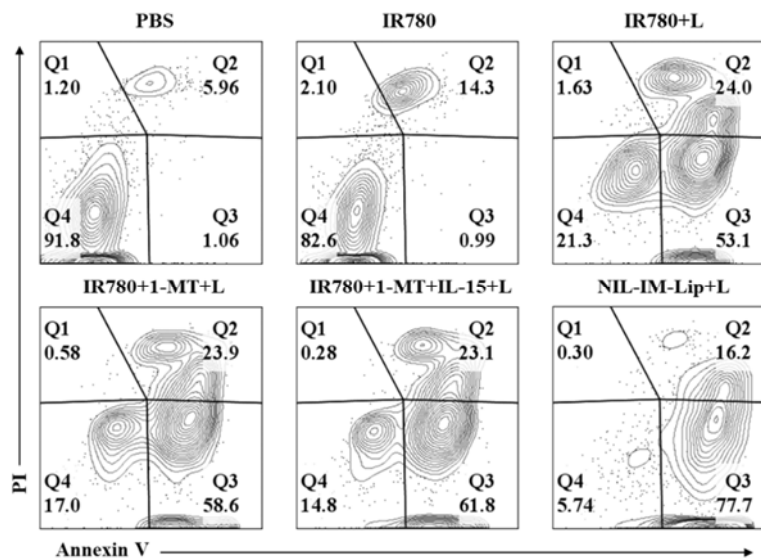 PBS
IR780
IR780+L
Q1 Q2
1.20 5.96
Q4 Q3
91.8 1.06
Q1 Q2
2.10 14.3
Q4 Q3
82.6 0.99
Q1 Q2
1.63 24.0
Q4 Q3
21.3 53.1
IR780+1-MT+L
IR780+1-MT+IL-15+L
NIL-IM-Lip+L
Q1 Q2
0.58 23.9
Q4 Q3
17.0 58.6
Q1 Q2
0.28 23.1
Q4 Q3
14.8 61.8
Q1 Q2
0.30 16.2
Q4 Q3
5.74 77.7
PI
Annexin V